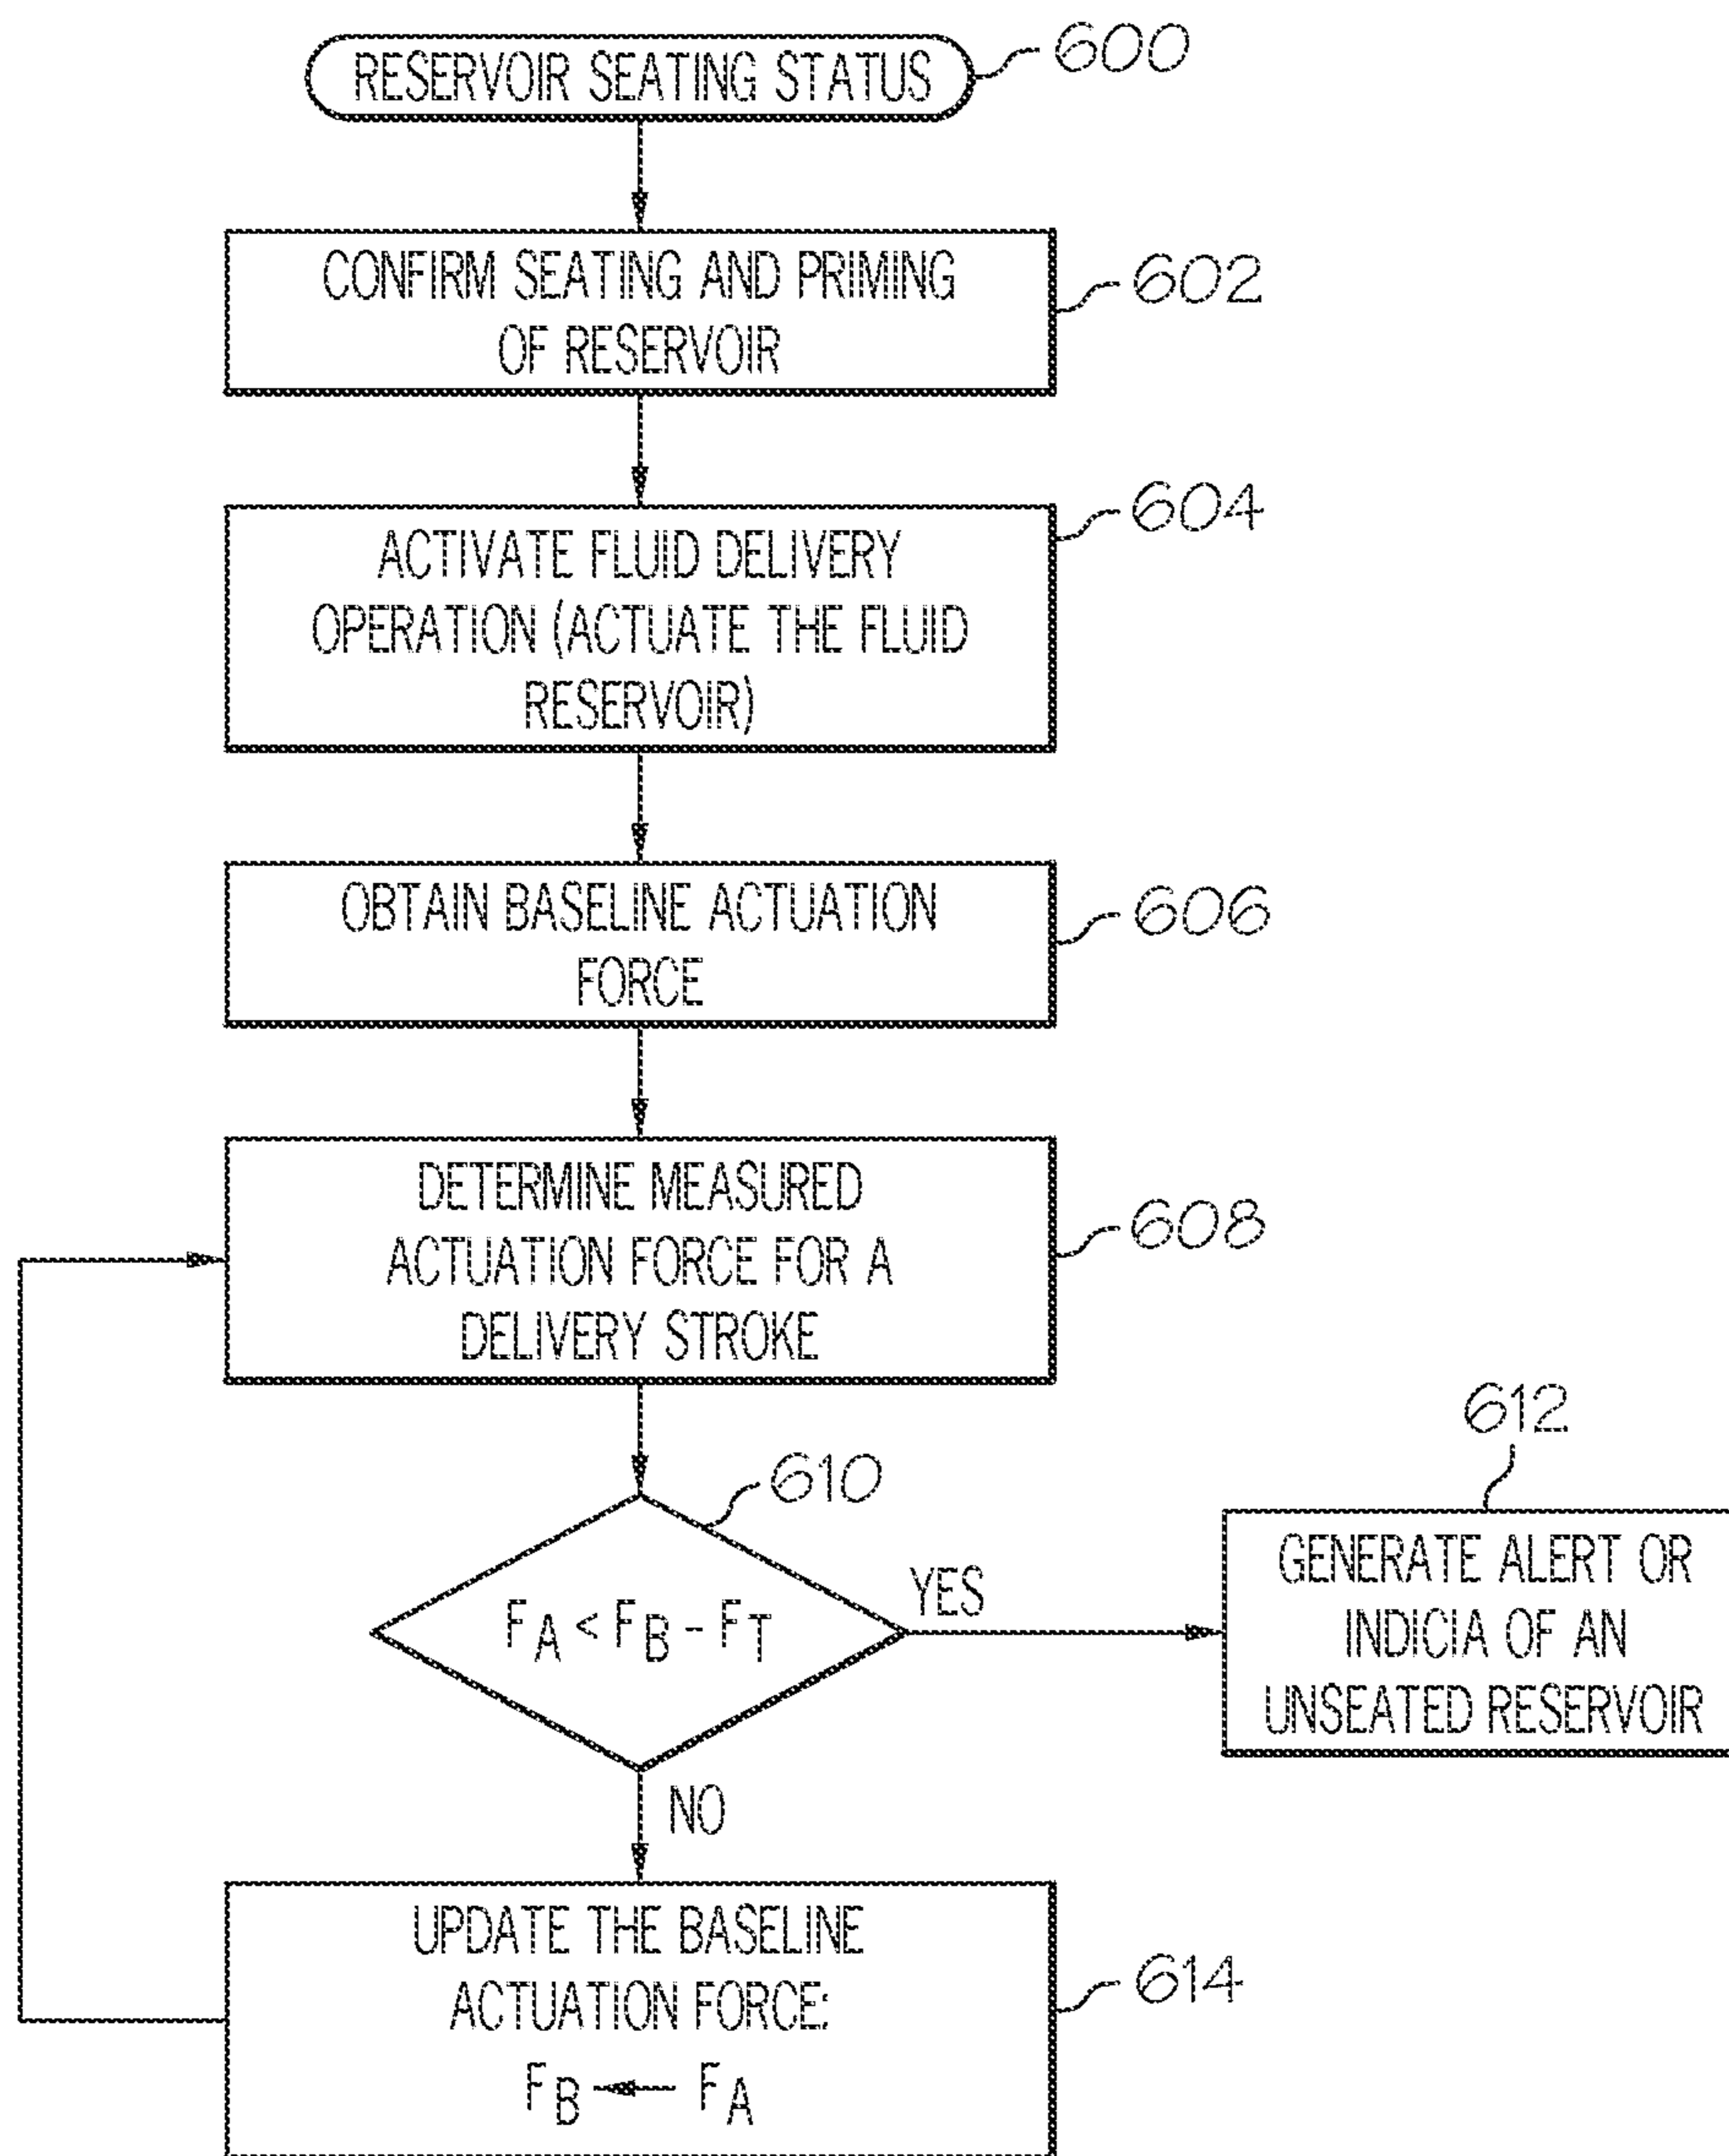 RESERVOIR SEATING STATUS
600
CONFIRM SEATING AND PRIMING
OF RESERVOIR
602
ACTIVATE FLUID DELIVERY
OPERATION (ACTUATE THE FLUID
RESERVOIR)
604
OBTAIN BASELINE ACTUATION
FORCE
606
DETERMINE MEASURED
ACTUATION FORCE FOR A
DELIVERY STROKE
608
610
FA < FB - FT
YES
612
GENERATE ALERT OR
INDICIA OF AN
UNSEATED RESERVOIR
NO
UPDATE THE BASELINE
ACTUATION FORCE:
FB ← FA
614